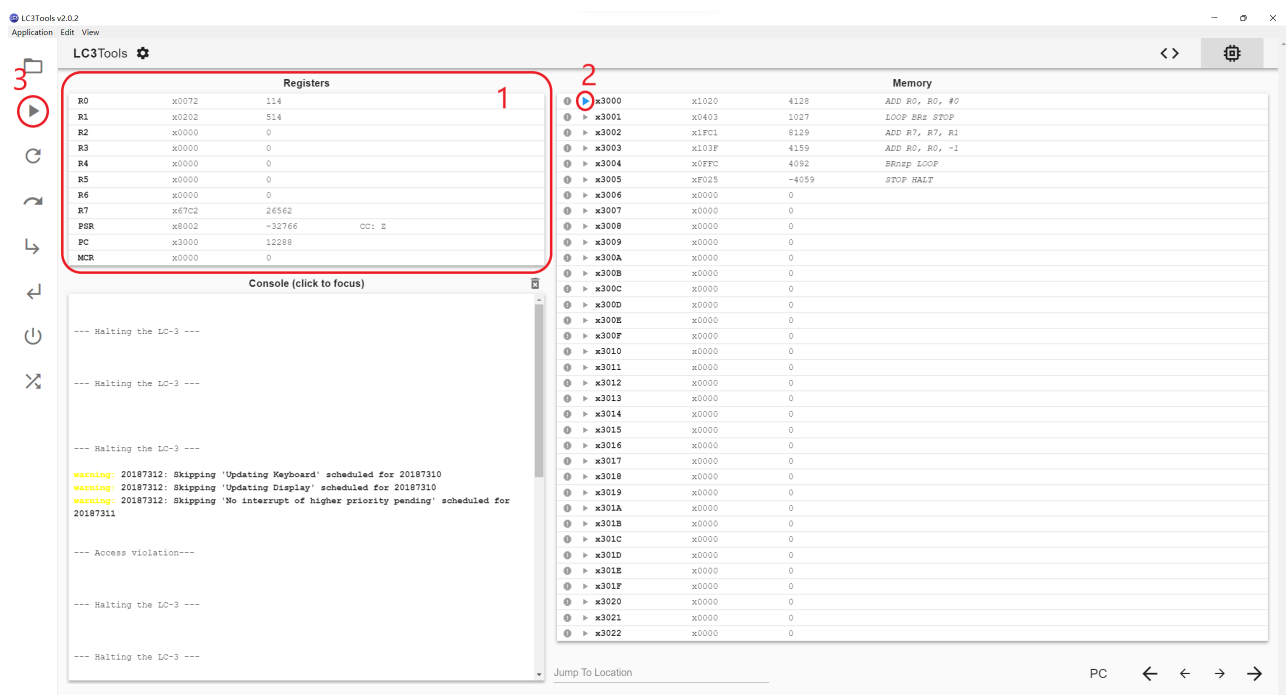 LC3Tools v2.0.2
Application Edit View
LC3Tools
3
Registers
1
R0 x0072 114
R1 x0202 514
R2 x0000 0
R3 x0000 0
R4 x0000 0
R5 x0000 0
R6 x0000 0
R7 x67C2 26562
PSR x8002 -32766 CC: Z
PC x3000 12288
MCR x0000 0
Console (click to focus)
--- Halting the LC-3 ---
--- Halting the LC-3 ---
--- Halting the LC-3 ---
warning: 20187312: Skipping 'Updating Keyboard' scheduled for 20187310
warning: 20187312: Skipping 'Updating Display' scheduled for 20187310
warning: 20187312: Skipping 'No interrupt of higher priority pending' scheduled for
20187311
--- Access violation---
--- Halting the LC-3 ---
--- Halting the LC-3 ---
2
Memory
x3000 x1020 4128 ADD R0, R0, #0
x3001 x0403 1027 LOOP BRz STOP
x3002 x1FC1 8129 ADD R7, R7, R1
x3003 x103F 4159 ADD R0, R0, -1
x3004 x0FFC 4092 BRnzp LOOP
x3005 xF025 -4059 STOP HALT
x3006 x0000 0
x3007 x0000 0
x3008 x0000 0
x3009 x0000 0
x300A x0000 0
x300B x0000 0
x300C x0000 0
x300D x0000 0
x300E x0000 0
x300F x0000 0
x3010 x0000 0
x3011 x0000 0
x3012 x0000 0
x3013 x0000 0
x3014 x0000 0
x3015 x0000 0
x3016 x0000 0
x3017 x0000 0
x3018 x0000 0
x3019 x0000 0
x301A x0000 0
x301B x0000 0
x301C x0000 0
x301D x0000 0
x301E x0000 0
x301F x0000 0
x3020 x0000 0
x3021 x0000 0
x3022 x0000 0
Jump To Location
PC